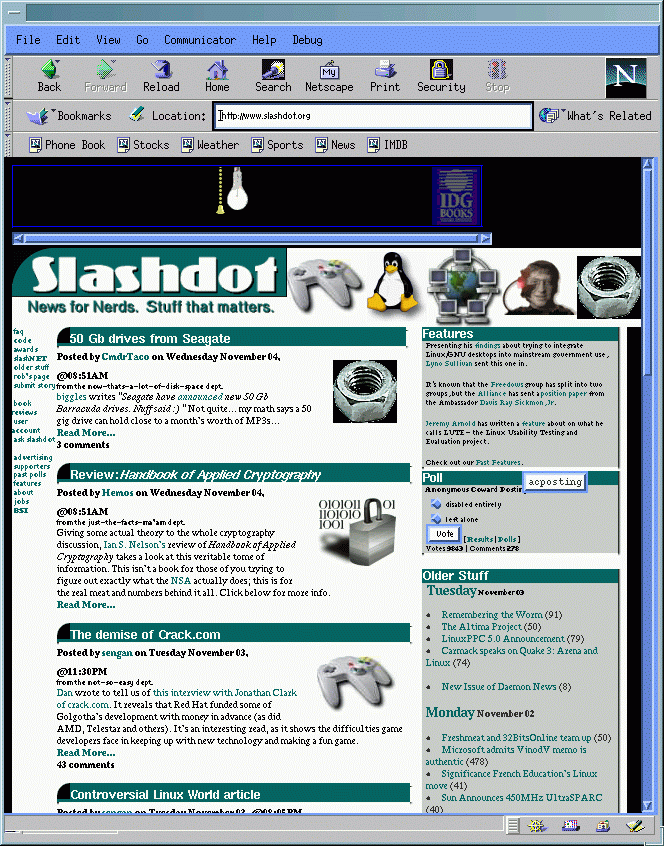 File Edit View Go Communicator Help Debug
Back Forward Reload Home Search Netscape Print Security Stop
My
N
Bookmarks Location: http://www.slashdot.org What's Related
Phone Book Stocks Weather Sports News IMDB
IDG
BOOKS
Slashdot
News for Nerds. Stuff that matters.
faq
code
awards
slashNET
older stuff
rob's page
submit story
book
reviews
user
account
ask slashdot
advertising
supporters
past polls
features
about
jobs
BSI
50 Gb drives from Seagate
Posted by CmdrTaco on Wednesday November 04,
@08:51AM
from the now-thats-a-lot-of-disk-space dept.
biggles writes "Seagate have announced new 50 Gb
Barracuda drives. Nuff said :) " Not quite... my math says a 50
gig drive can hold close to a month's worth of MP3s...
Read More...
3 comments
Review:Handbook of Applied Cryptography
Posted by Hemos on Wednesday November 04,
@08:51AM
from the just-the-facts-ma'am dept.
Giving some actual theory to the whole cryptography
discussion, Ian S. Nelson's review of Handbook of Applied
Cryptography takes a look at this veritable tome of
information. This isn't a book for those of you trying to
figure out exactly what the NSA actually does; this is for
the real meat and numbers behind it all. Click below for more info.
Read More...
0101011 0
01011010
1001
The demise of Crack.com
Posted by sengan on Tuesday November 03,
@11:30PM
from the not-so-easy dept.
Dan wrote to tell us of this interview with Jonathan Clark
of crack.com. It reveals that Red Hat funded some of
Golgotha's development with money in advance (as did
AMD, Telestar and others). It's an interesting read, as it shows the difficulties game
developers face in keeping up with new technology and making a fun game.
Read More...
43 comments
Controversial Linux World article
Posted by sengan on Tuesday November 03, @08:05PM
Features
Presenting his findings about trying to integrate
Linux/GNU desktops into mainstream government use,
Lyno Sullivan sent this one in.
It's known that the Freedows group has split into two
groups, but the Alliance has sent a position paper from
the Ambassador Davis Ray Sickmon, Jr.
Jeremy Arnold has written a feature about on what he
calls LUTE - the Linux Usability Testing and
Evaluation project.
Check out our Past Features.
Poll
Anonymous Coward Postin
acposting
disabled entirely
left alone
Vote [ Results | Polls ]
Votes 9843 | Comments 278
Older Stuff
Tuesday November 03
Remembering the Worm (91)
The Altima Project (50)
LinuxPPC 5.0 Announcement (79)
Carmack speaks on Quake 3: Arena and
Linux (74)
New Issue of Daemon News (8)
Monday November 02
Freshmeat and 32BitsOnline team up (50)
Microsoft admits VinodV memo is
authentic (478)
Significance French Education's Linux
move (41)
Sun Announces 450MHz UltraSPARC
(40)